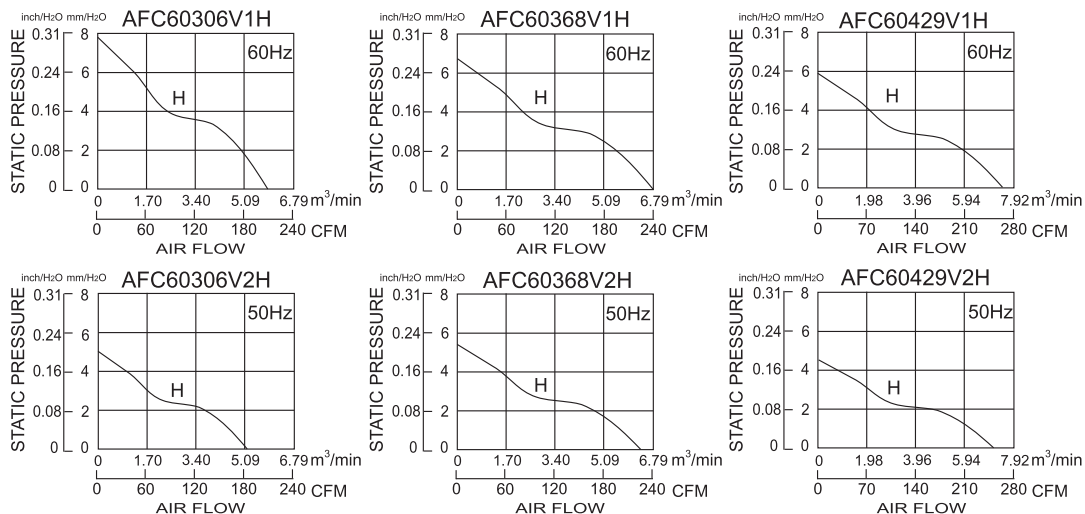 inch/H2O mm/H2O AFC60306V1H
STATIC PRESSURE
0.31 8
0.24 6
0.16 4
0.08 2
0 0
60Hz
H
0 1.70 3.40 5.09 6.79 m³/min
0 60 120 180 240 CFM
AIR FLOW
inch/H2O mm/H2O AFC60368V1H
STATIC PRESSURE
0.31 8
0.24 6
0.16 4
0.08 2
0 0
60Hz
H
0 1.70 3.40 5.09 6.79 m³/min
0 60 120 180 240 CFM
AIR FLOW
inch/H2O mm/H2O AFC60429V1H
STATIC PRESSURE
0.31 8
0.24 6
0.16 4
0.08 2
0 0
60Hz
H
0 1.98 3.96 5.94 7.92 m³/min
0 70 140 210 280 CFM
AIR FLOW
inch/H2O mm/H2O AFC60306V2H
STATIC PRESSURE
0.31 8
0.24 6
0.16 4
0.08 2
0 0
50Hz
H
0 1.70 3.40 5.09 6.79 m³/min
0 60 120 180 240 CFM
AIR FLOW
inch/H2O mm/H2O AFC60368V2H
STATIC PRESSURE
0.31 8
0.24 6
0.16 4
0.08 2
0 0
50Hz
H
0 1.70 3.40 5.09 6.79 m³/min
0 60 120 180 240 CFM
AIR FLOW
inch/H2O mm/H2O AFC60429V2H
STATIC PRESSURE
0.31 8
0.24 6
0.16 4
0.08 2
0 0
50Hz
H
0 1.98 3.96 5.94 7.92 m³/min
0 70 140 210 280 CFM
AIR FLOW